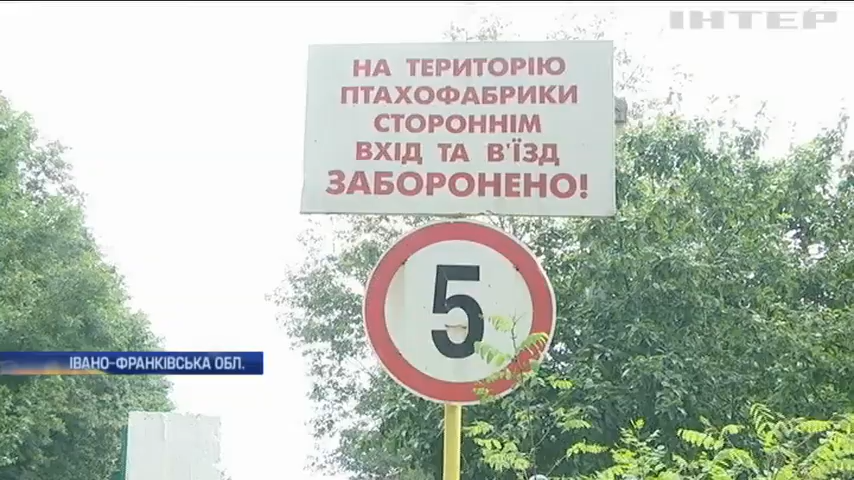 ІНТЕР
НА ТЕРИТОРІЮ
ПТАХОФАБРИКИ
СТОРОННІМ
ВХІД ТА В'ЇЗД
ЗАБОРОНЕНО!
5
ІВАНО-ФРАНКІВСЬКА ОБЛ.